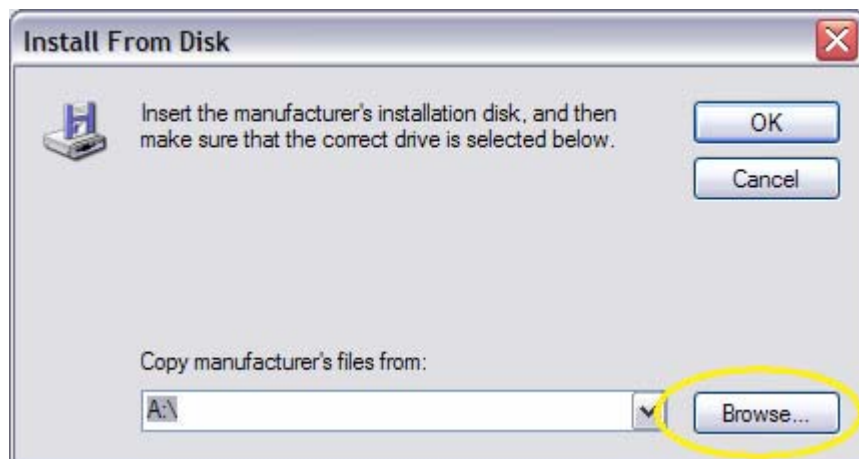 Install From Disk
Insert the manufacturer's installation disk, and then
make sure that the correct drive is selected below.
OK
Cancel
Copy manufacturer's files from:
A:\
Browse...